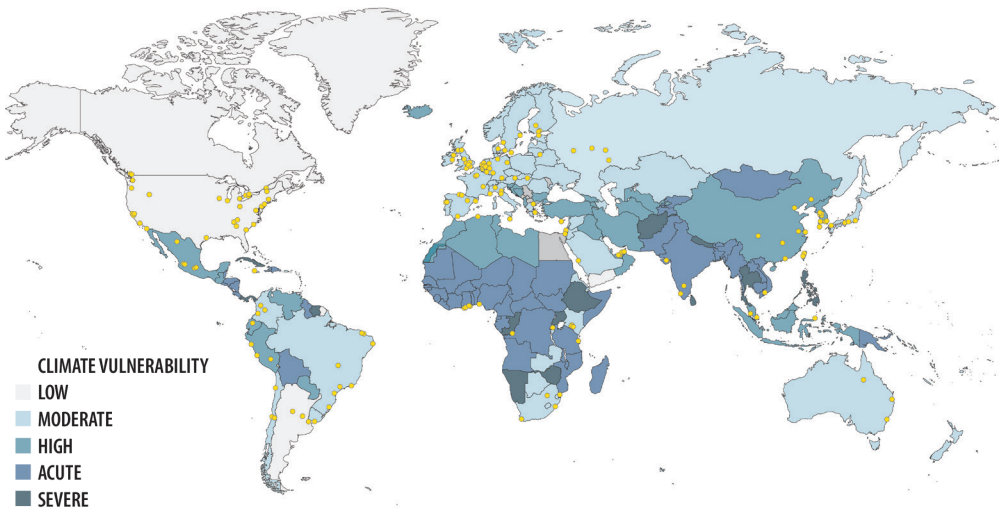 CLIMATE VULNERABILITY
LOW
MODERATE
HIGH
ACUTE
SEVERE